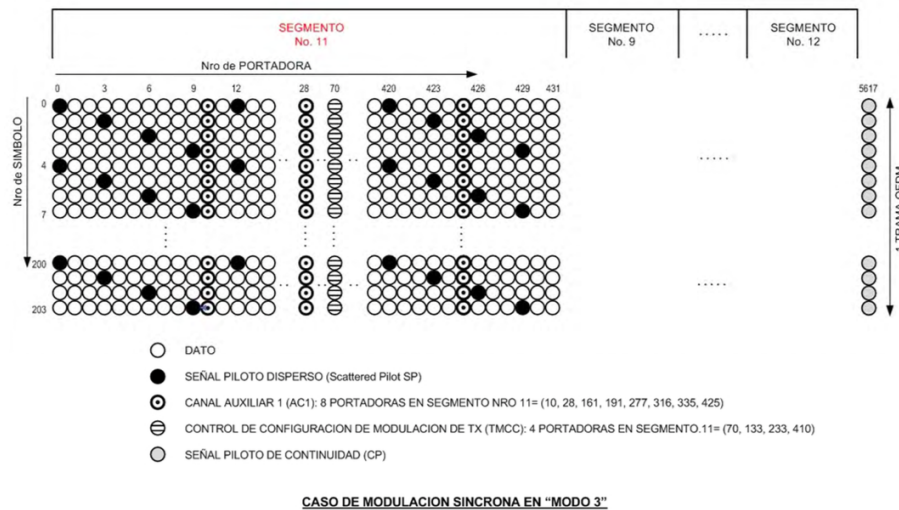 SEGMENTO
No. 11
SEGMENTO
No. 9
.....
SEGMENTO
No. 12
Nro de PORTADORA
0 3 6 9 12 28 70 420 423 426 429 431 5617
Nro de SIMBOLO
0
4
7
200
203
1 TRAMA OFDM
DATO
SEÑAL PILOTO DISPERSO (Scattered Pilot SP)
CANAL AUXILIAR 1 (AC1): 8 PORTADORAS EN SEGMENTO NRO 11= (10, 28, 161, 191, 277, 316, 335, 425)
CONTROL DE CONFIGURACION DE MODULACION DE TX (TMCC): 4 PORTADORAS EN SEGMENTO.11= (70, 133, 233, 410)
SEÑAL PILOTO DE CONTINUIDAD (CP)
CASO DE MODULACION SINCRONA EN “MODO 3”